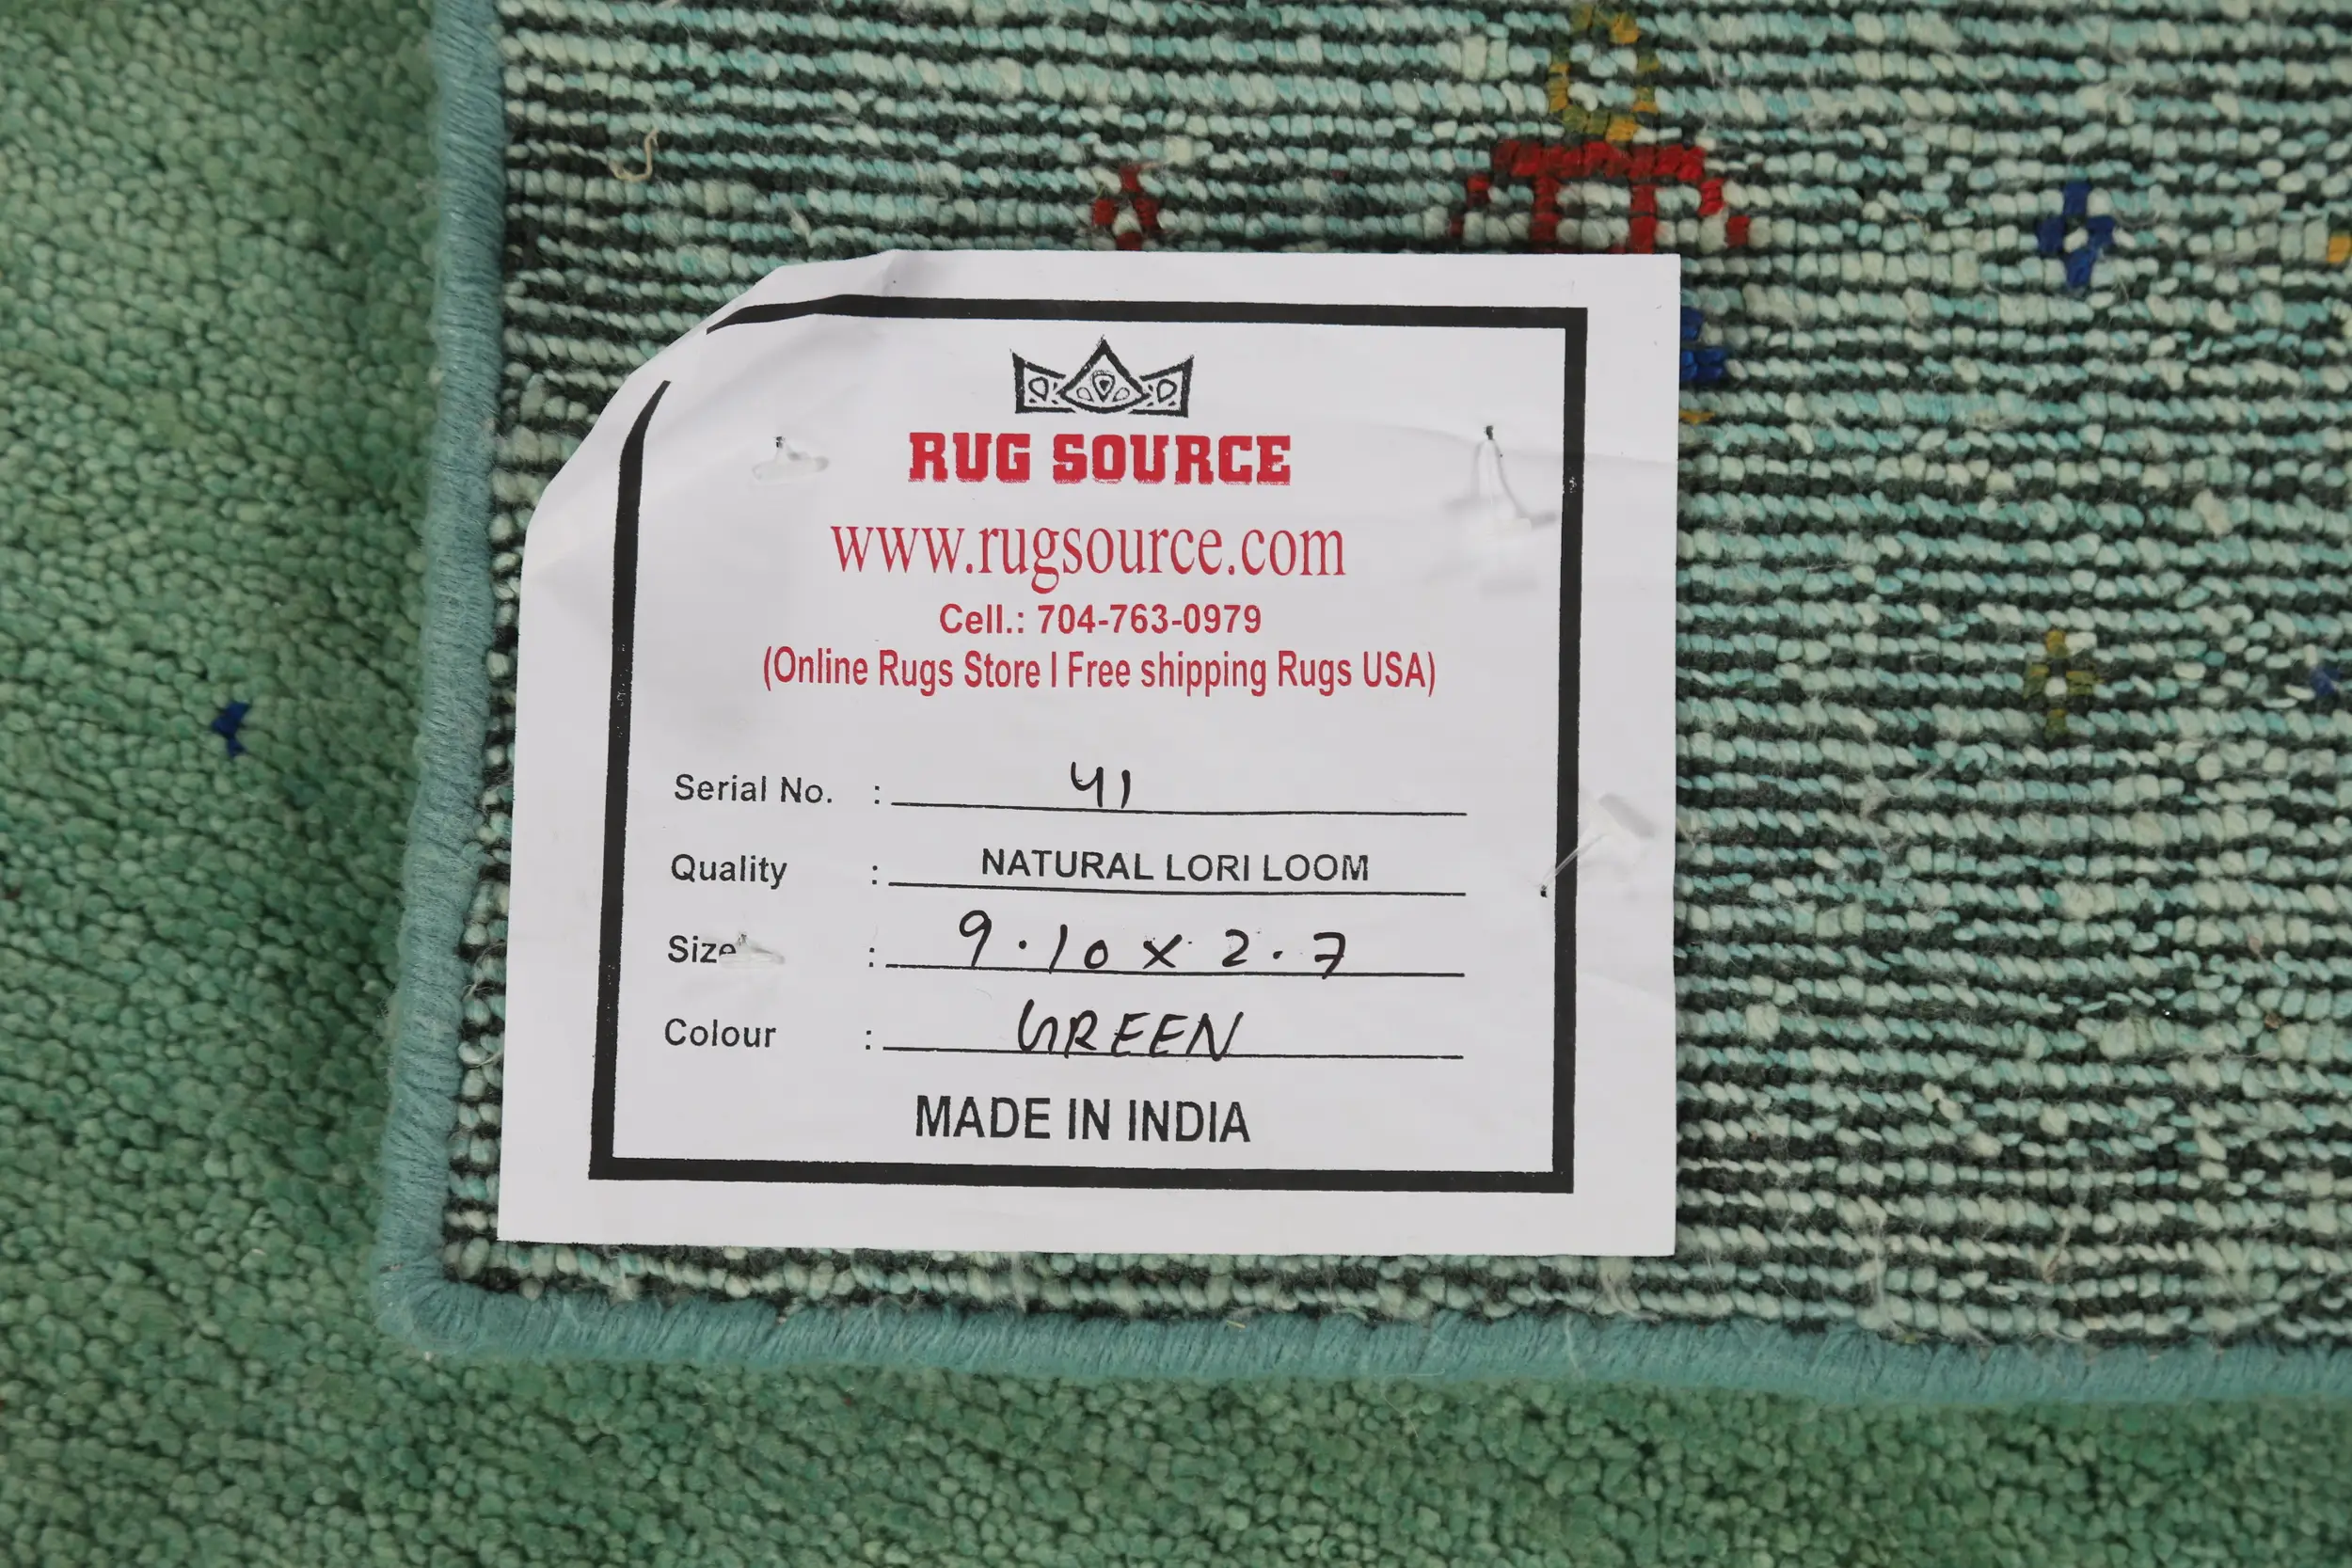 RUG SOURCE
www.rugsource.com
Cell.: 704-763-0979
(Online Rugs Store | Free shipping Rugs USA)
Serial No. : 41
Quality : NATURAL LORI LOOM
Size : 9.10 x 2.7
Colour : GREEN
MADE IN INDIA